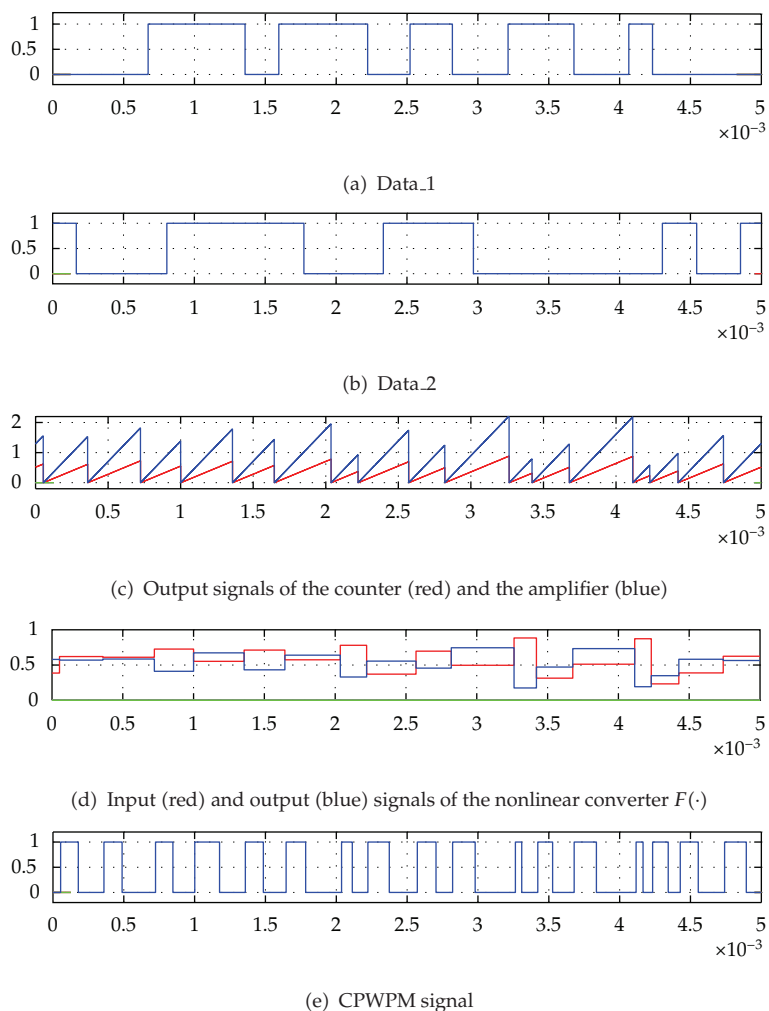 1
0.5
0
0 0.5 1 1.5 2 2.5 3 3.5 4 4.5 5
×10−3
(a) Data_1
1
0.5
0
0 0.5 1 1.5 2 2.5 3 3.5 4 4.5 5
×10−3
(b) Data_2
2
1
0
0 0.5 1 1.5 2 2.5 3 3.5 4 4.5 5
×10−3
(c) Output signals of the counter (red) and the amplifier (blue)
1
0.5
0
0 0.5 1 1.5 2 2.5 3 3.5 4 4.5 5
×10−3
(d) Input (red) and output (blue) signals of the nonlinear converter F(·)
1
0.5
0
0 0.5 1 1.5 2 2.5 3 3.5 4 4.5 5
×10−3
(e) CPWPM signal